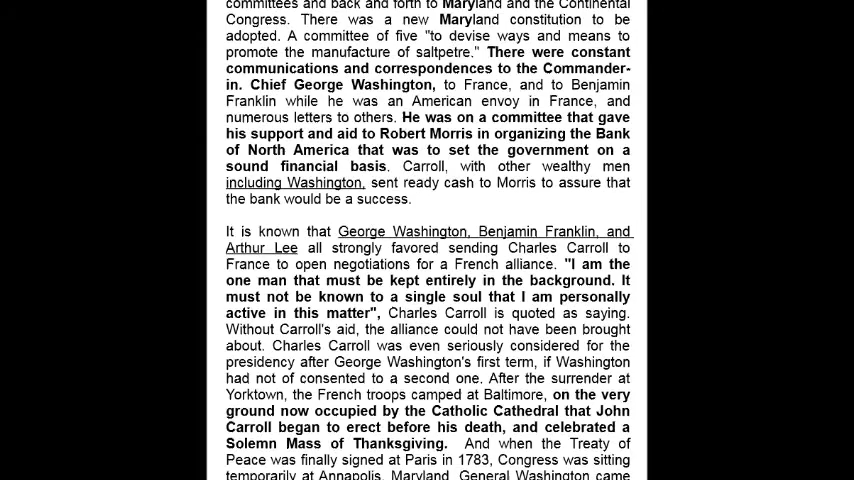 committees and back and forth to Maryland and the Continental
Congress. There was a new Maryland constitution to be
adopted. A committee of five "to devise ways and means to
promote the manufacture of saltpetre." There were constant
communications and correspondences to the Commander-
in. Chief George Washington, to France, and to Benjamin
Franklin while he was an American envoy in France, and
numerous letters to others. He was on a committee that gave
his support and aid to Robert Morris in organizing the Bank
of North America that was to set the government on a
sound financial basis. Carroll, with other wealthy men
including Washington, sent ready cash to Morris to assure that
the bank would be a success.
It is known that George Washington, Benjamin Franklin, and
Arthur Lee all strongly favored sending Charles Carroll to
France to open negotiations for a French alliance. "I am the
one man that must be kept entirely in the background. It
must not be known to a single soul that I am personally
active in this matter", Charles Carroll is quoted as saying.
Without Carroll's aid, the alliance could not have been brought
about. Charles Carroll was even seriously considered for the
presidency after George Washington's first term, if Washington
had not of consented to a second one. After the surrender at
Yorktown, the French troops camped at Baltimore, on the very
ground now occupied by the Catholic Cathedral that John
Carroll began to erect before his death, and celebrated a
Solemn Mass of Thanksgiving. And when the Treaty of
Peace was finally signed at Paris in 1783, Congress was sitting
temporarily at Annapolis, Maryland. General Washington came